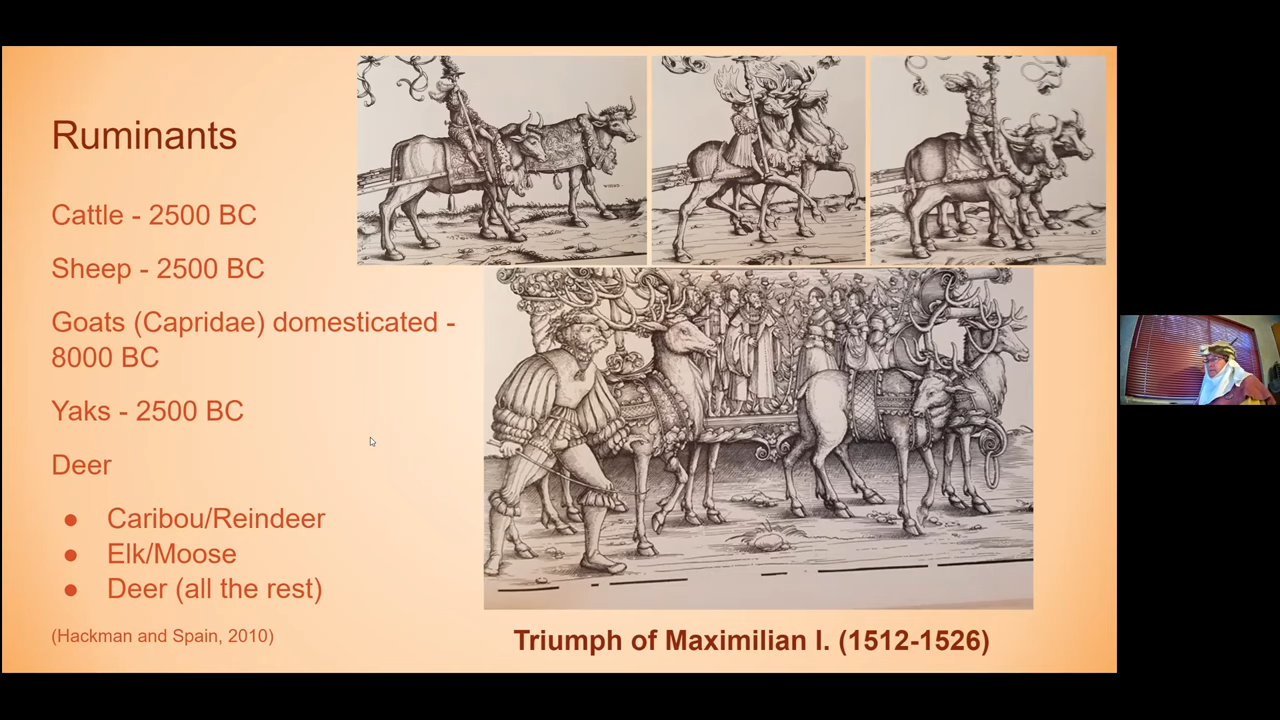 Ruminants
Cattle - 2500 BC
Sheep - 2500 BC
Goats (Capridae) domesticated -
8000 BC
Yaks - 2500 BC
Deer
● Caribou/Reindeer
● Elk/Moose
● Deer (all the rest)
(Hackman and Spain, 2010)
Triumph of Maximilian I. (1512-1526)